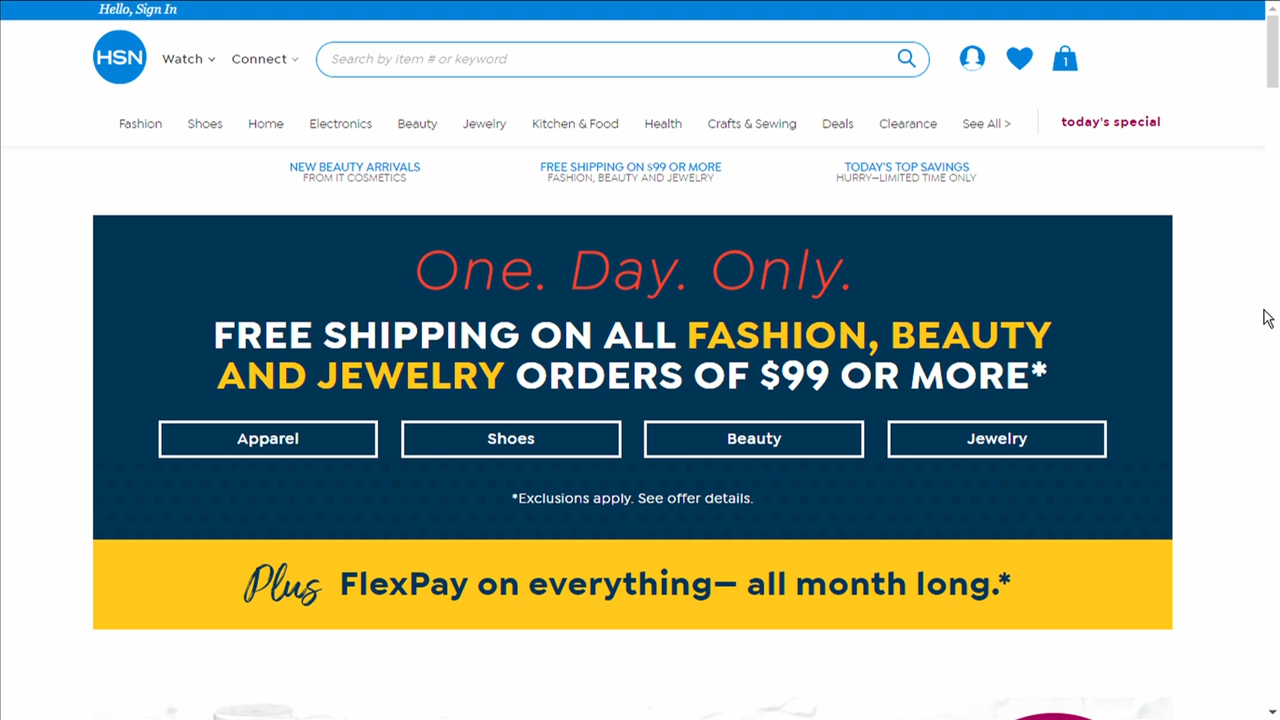 Hello, Sign In
HSN
Watch
Connect
Search by item # or keyword
1
Fashion
Shoes
Home
Electronics
Beauty
Jewelry
Kitchen & Food
Health
Crafts & Sewing
Deals
Clearance
See All >
today's special
NEW BEAUTY ARRIVALS
FROM IT COSMETICS
FREE SHIPPING ON $99 OR MORE
FASHION, BEAUTY AND JEWELRY
TODAY'S TOP SAVINGS
HURRY—LIMITED TIME ONLY
One. Day. Only.
FREE SHIPPING ON ALL FASHION, BEAUTY
AND JEWELRY ORDERS OF $99 OR MORE*
Apparel
Shoes
Beauty
Jewelry
*Exclusions apply. See offer details.
Plus FlexPay on everything— all month long.*